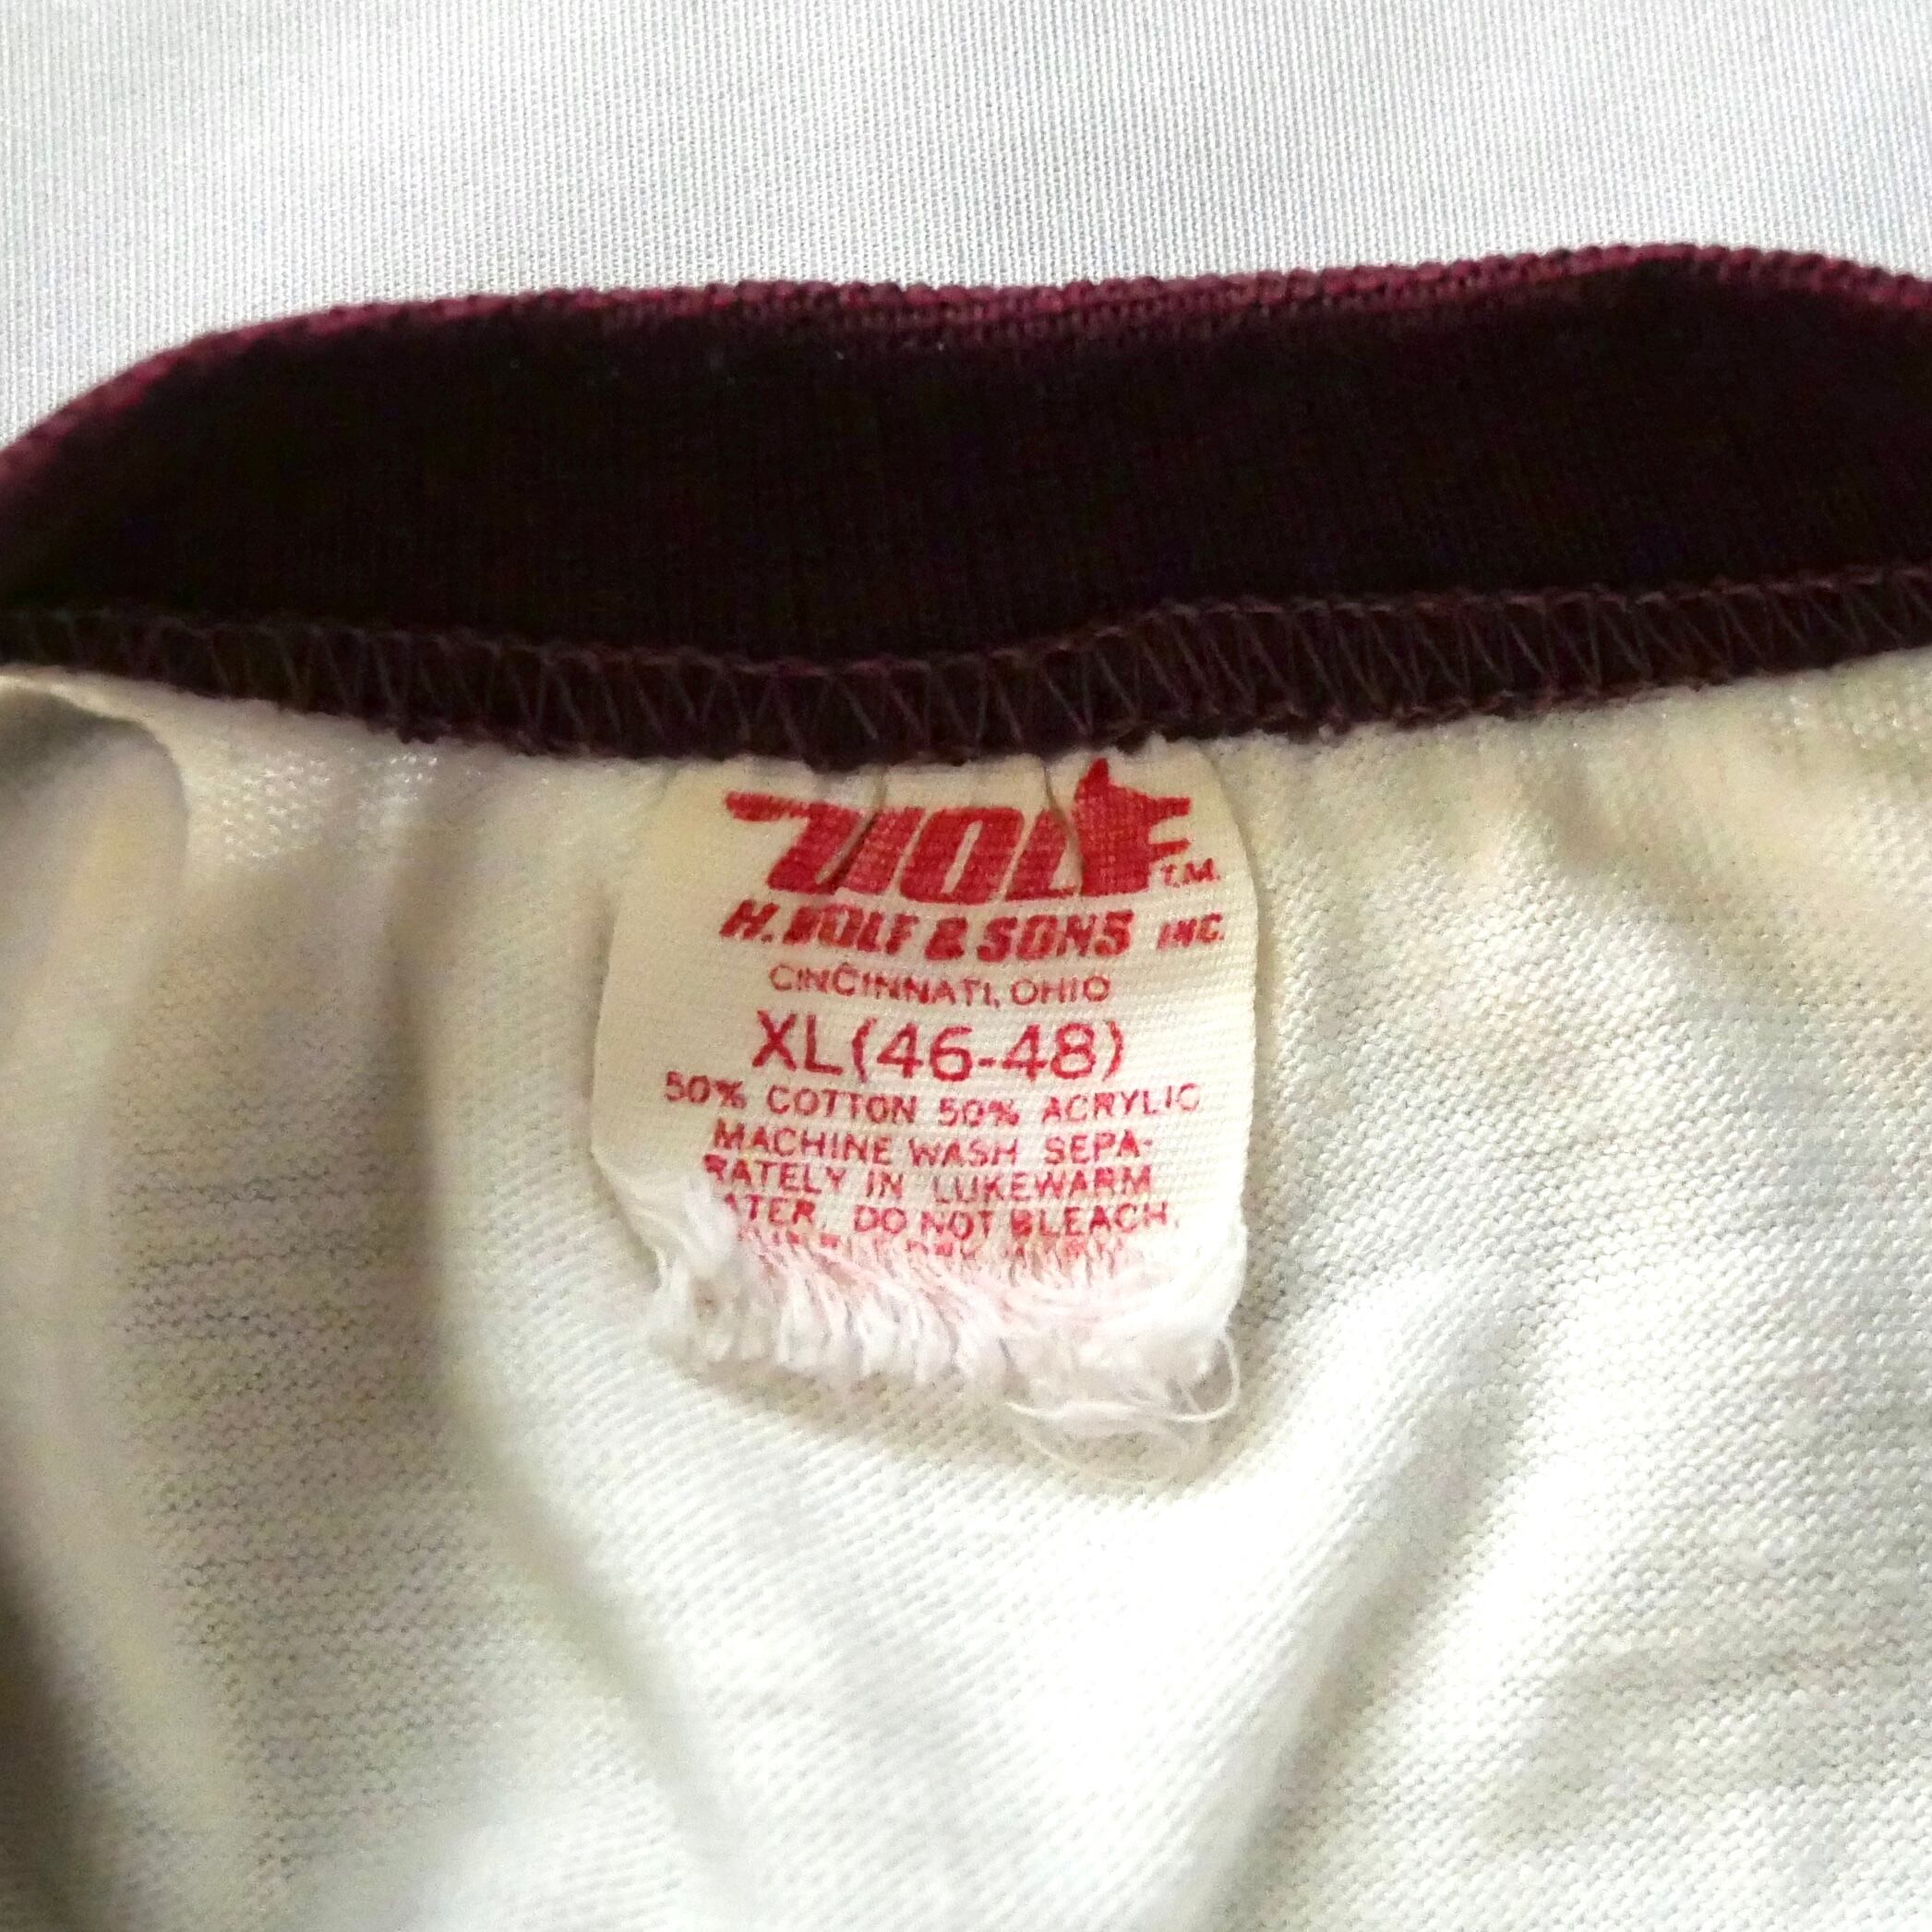 WOLF T.M.
H. WOLF & SONS INC.
CINCINNATI, OHIO
XL (46-48)
50% COTTON 50% ACRYLIC
MACHINE WASH SEPA-
RATELY IN LUKEWARM
ATER. DO NOT BLEACH.